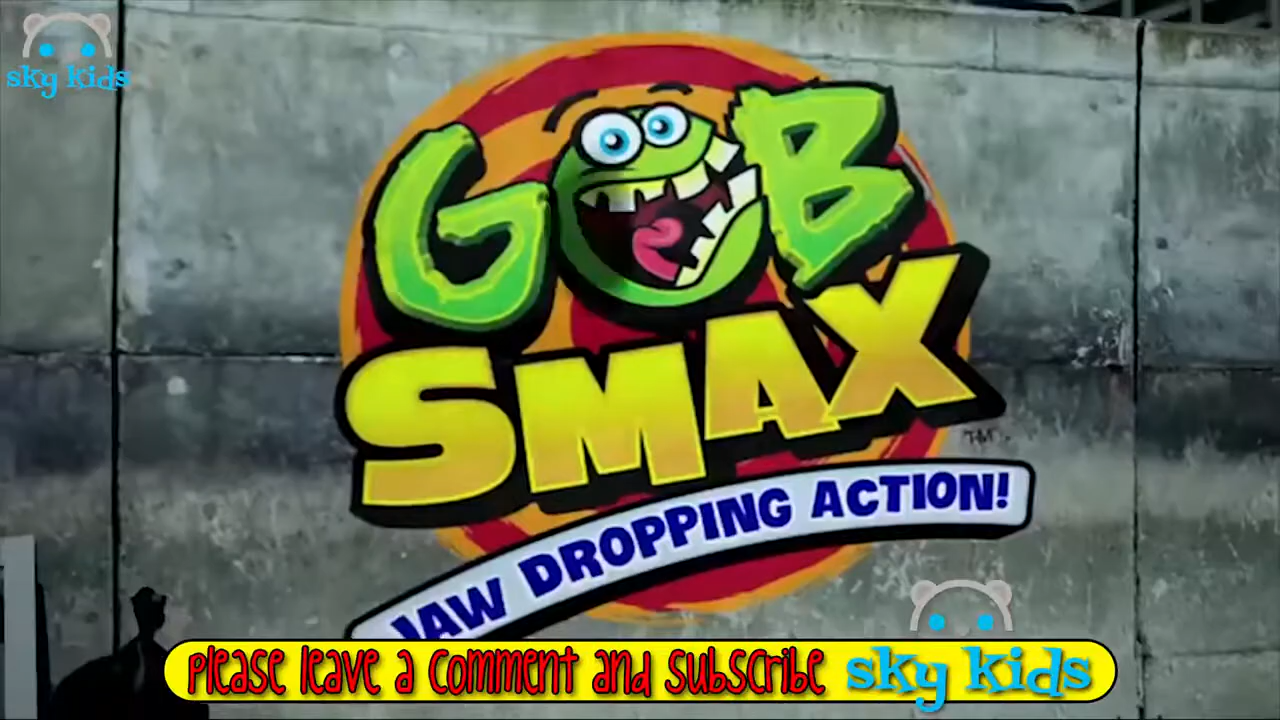 sky kids
GOB
SMAX
TM
JAW DROPPING ACTION!
Please leave a comment and subscribe sky kids